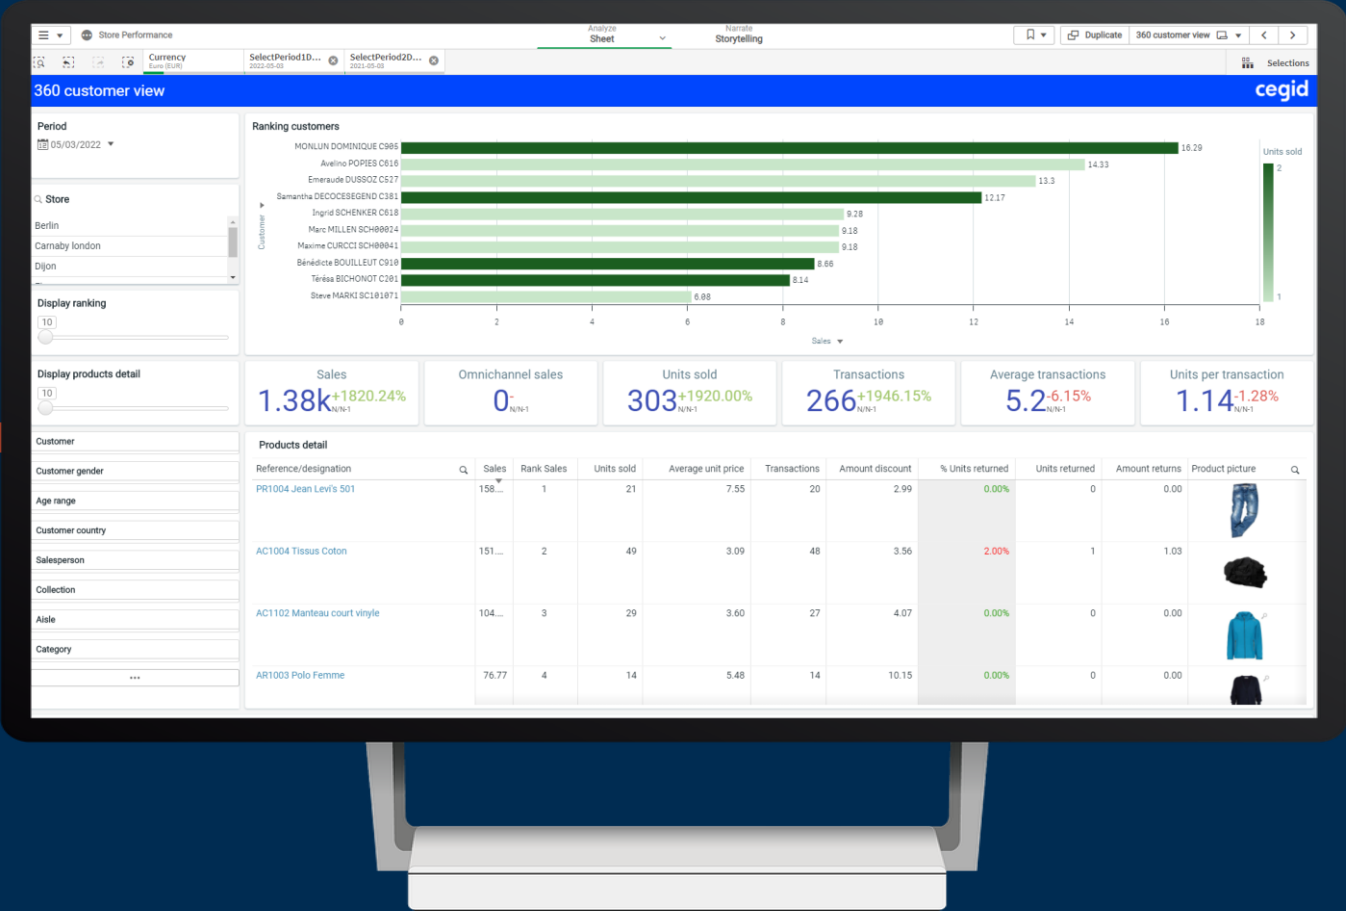 Store Performance
Analyze
Sheet
Narrate
Storytelling
Duplicate
360 customer view
Currency
Euro (EUR)
SelectPeriod1D...
2022-05-03
SelectPeriod2D...
2021-05-03
Selections
360 customer view
cegid
Period
05/03/2022
Store
Berlin
Carnaby london
Dijon
Display ranking
10
Display products detail
10
Customer
Customer gender
Age range
Customer country
Salesperson
Collection
Aisle
Category
...
Ranking customers
Customer
MONLUN DOMINIQUE C905 16.29
Avelino POPIES C616 14.33
Emeraude DUSSOZ C527 13.3
Samantha DECOCESEGEND C381 12.17
Ingrid SCHENKER C618 9.28
Marc MILLEN SCH00024 9.18
Maxime CURCCI SCH00041 9.18
Bénédicte BOUILLEUT C910 8.66
Térésa BICHONOT C201 8.14
Steve MARKI SC101071 6.08
0 2 4 6 8 10 12 14 16 18
Sales
Units sold
2
1
Sales
1.38k +1820.24%
N/N-1
Omnichannel sales
0 -
N/N-1
Units sold
303 +1920.00%
N/N-1
Transactions
266 +1946.15%
N/N-1
Average transactions
5.2 -6.15%
N/N-1
Units per transaction
1.14 -1.28%
N/N-1
Products detail
Reference/designation Sales Rank Sales Units sold Average unit price Transactions Amount discount % Units returned Units returned Amount returns Product picture
PR1004 Jean Levi's 501 158.... 1 21 7.55 20 2.99 0.00% 0 0.00
AC1004 Tissus Coton 151.... 2 49 3.09 48 3.56 2.00% 1 1.03
AC1102 Manteau court vinyle 104.... 3 29 3.60 27 4.07 0.00% 0 0.00
AR1003 Polo Femme 76.77 4 14 5.48 14 10.15 0.00% 0 0.00